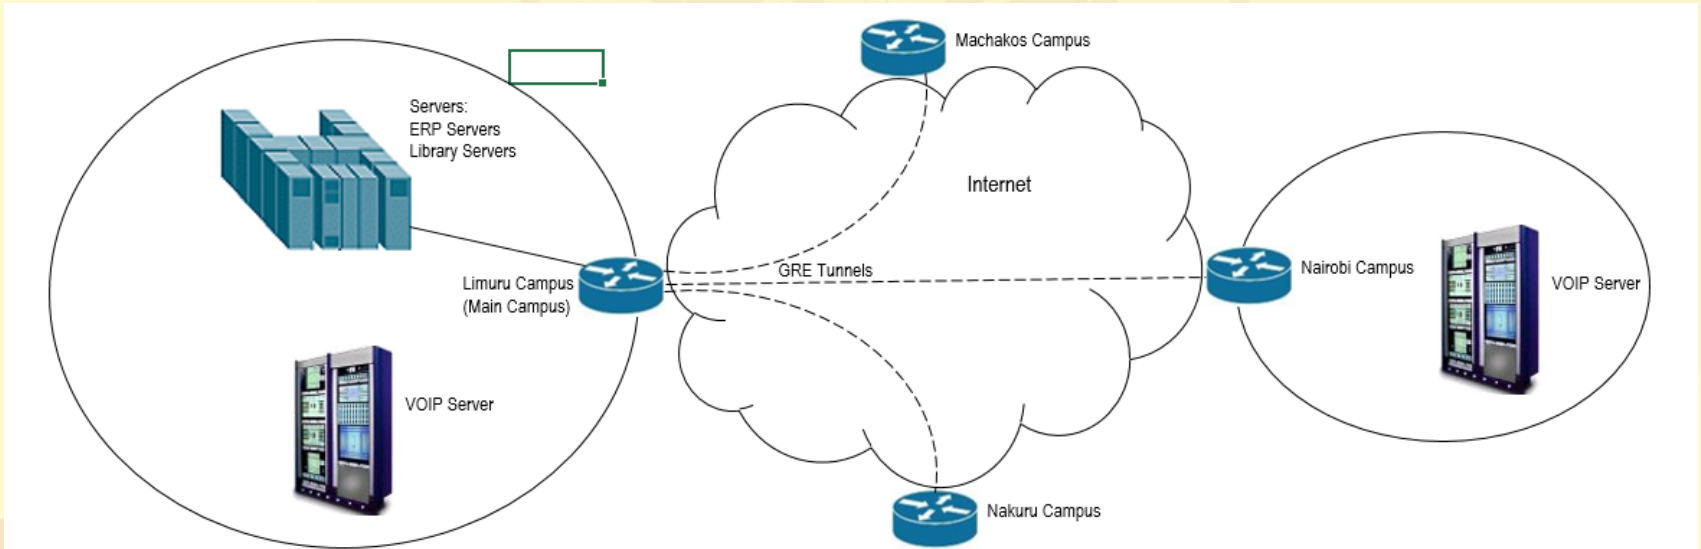 Machakos Campus
Servers:
ERP Servers
Library Servers
Internet
GRE Tunnels
Limuru Campus
(Main Campus)
Nairobi Campus
VOIP Server
VOIP Server
Nakuru Campus